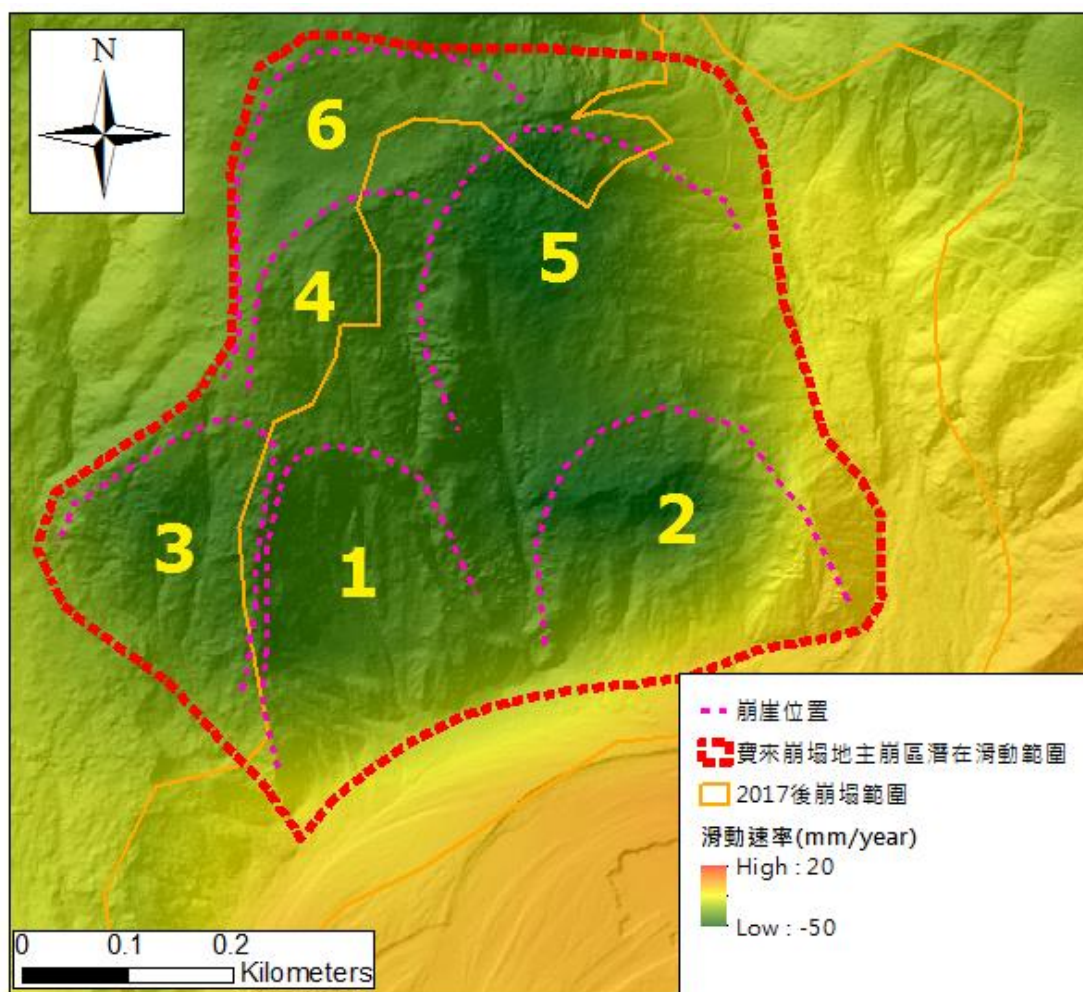 N
6
4
5
3
1
2
崩崖位置
寶來崩塌地主崩區潛在滑動範圍
2017後崩塌範圍
滑動速率(mm/year)
High : 20
Low : -50
0 0.1 0.2
Kilometers